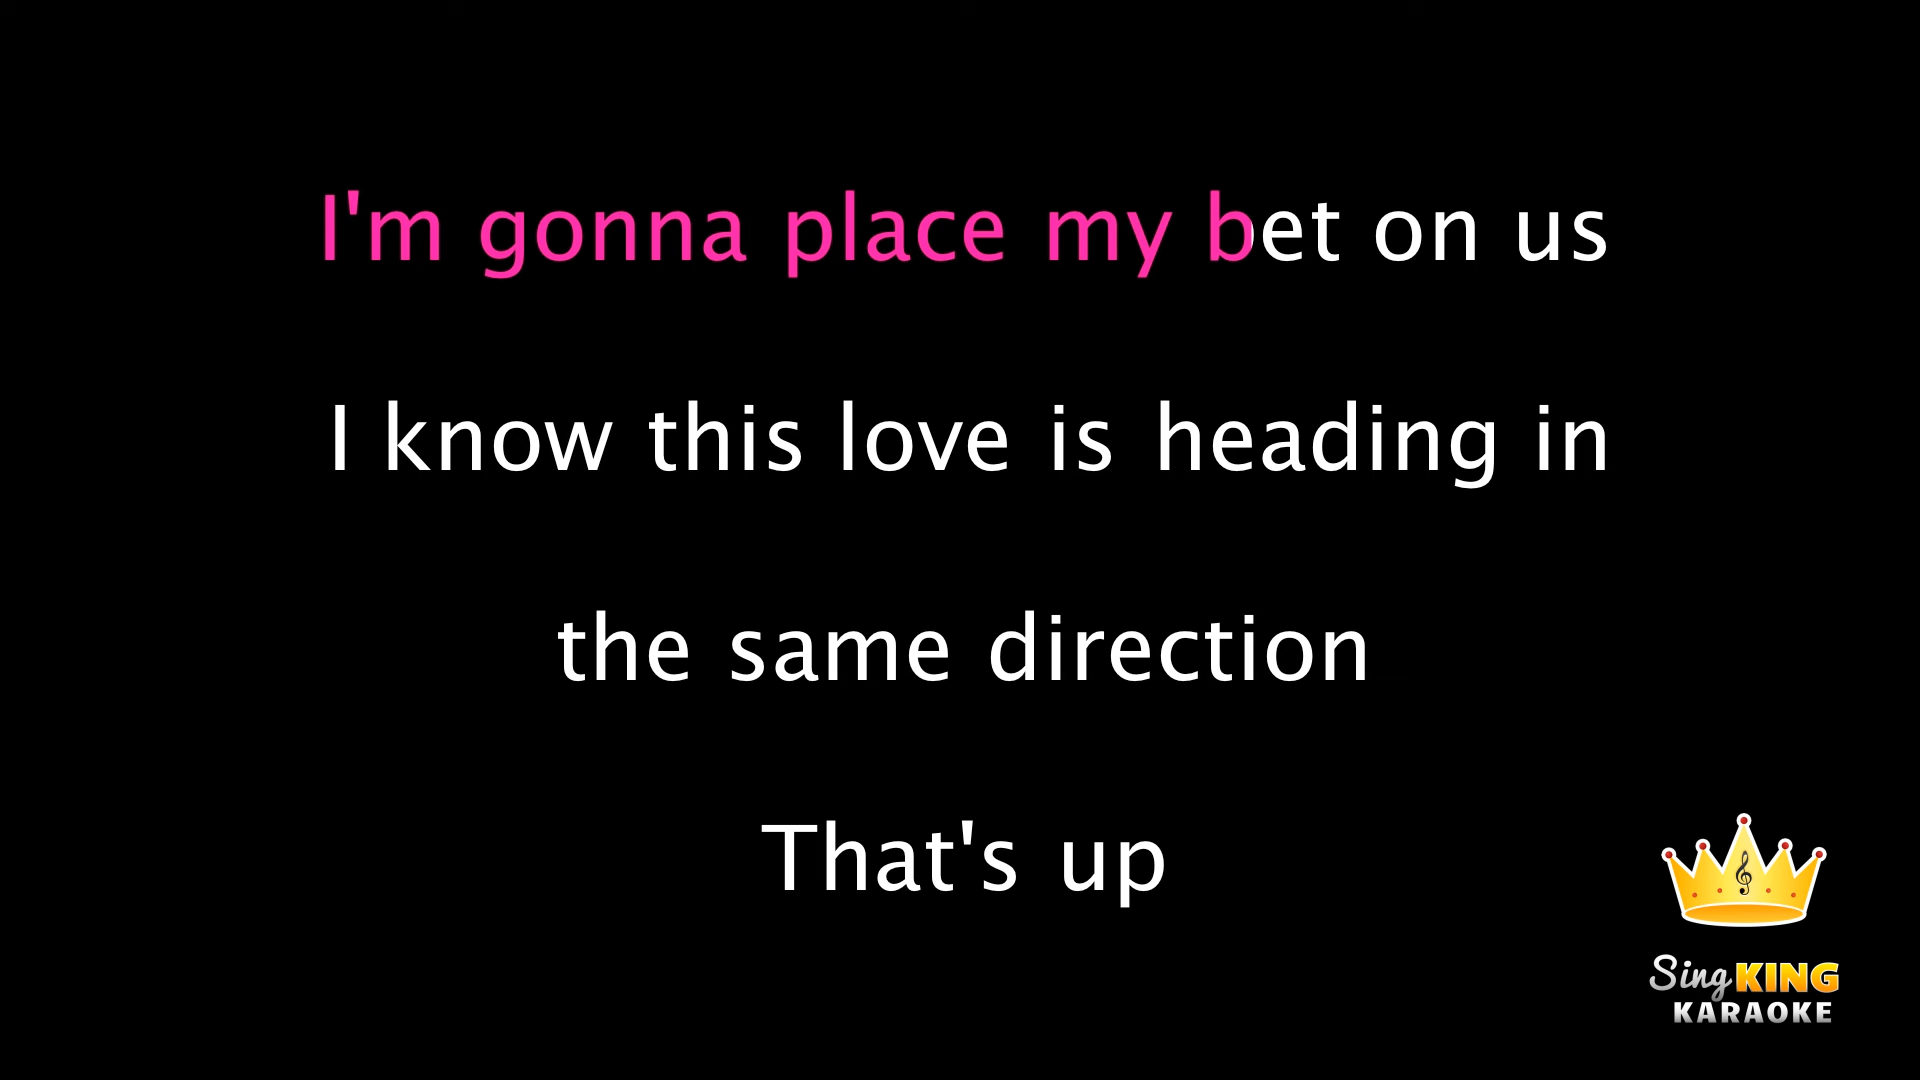 I'm gonna place my bet on us
I know this love is heading in
the same direction
That's up
Sing KING
KARAOKE